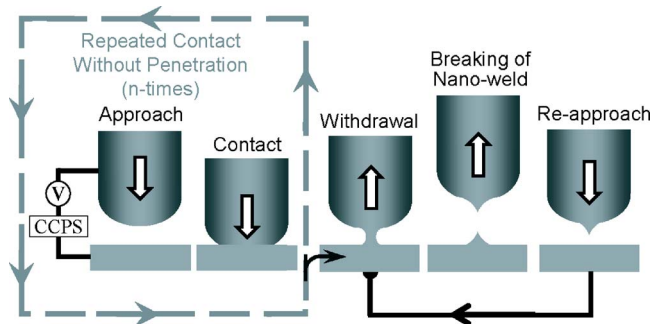 Repeated Contact
Without Penetration
(n-times)
Approach
Contact
Withdrawal
Breaking of
Nano-weld
Re-approach
V
CCPS